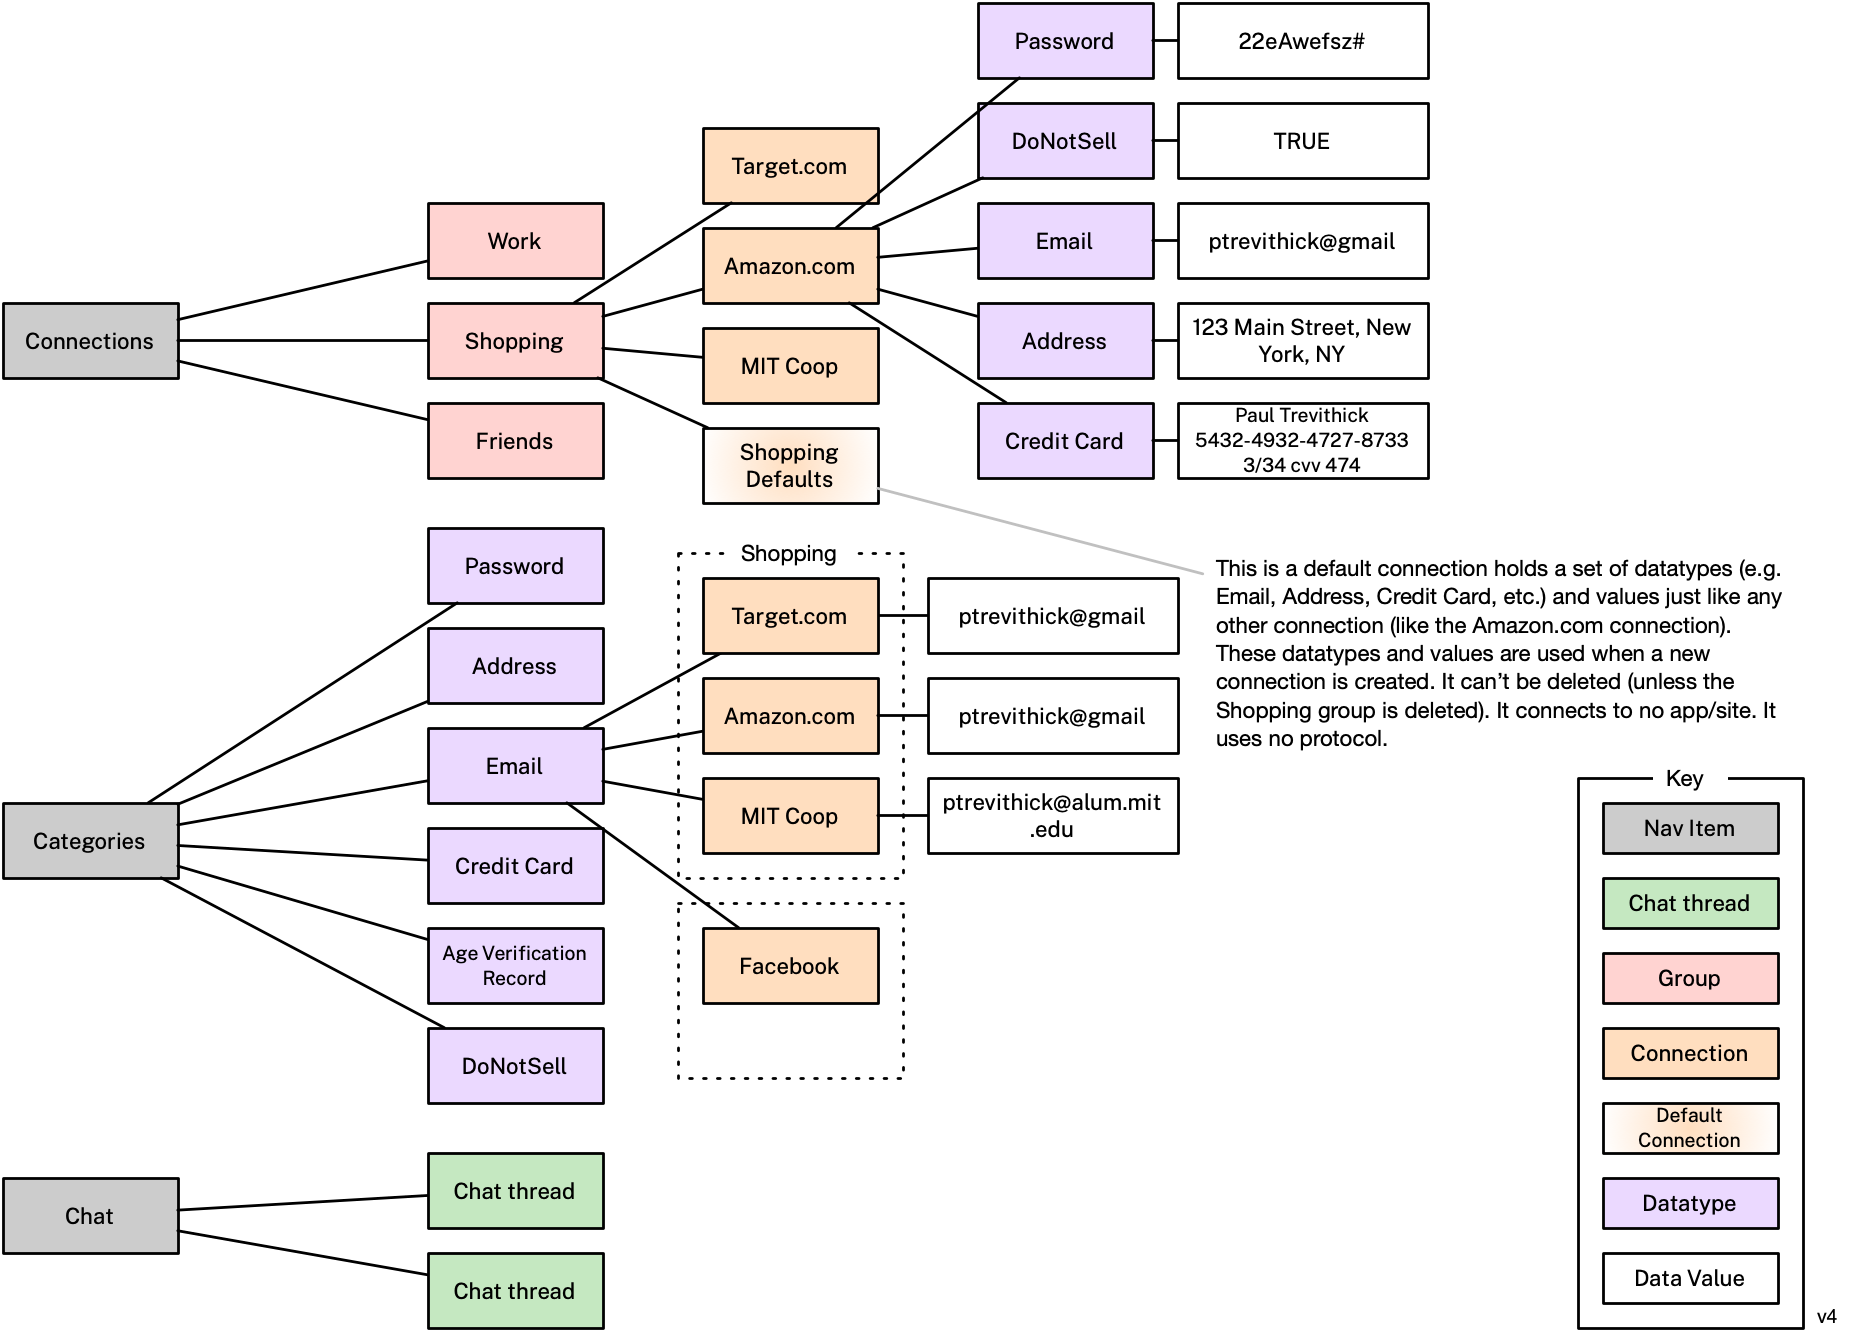 Password
22eAwefsz#
DoNotSell
TRUE
Target.com
Work
Email
ptrevithick@gmail
Amazon.com
Connections
Shopping
Address
123 Main Street, New
York, NY
MIT Coop
Friends
Credit Card
Paul Trevithick
5432-4932-4727-8733
3/34 cvv 474
Shopping
Defaults
This is a default connection holds a set of datatypes (e.g.
Email, Address, Credit Card, etc.) and values just like any
other connection (like the Amazon.com connection).
These datatypes and values are used when a new
connection is created. It can’t be deleted (unless the
Shopping group is deleted). It connects to no app/site. It
uses no protocol.
Password
Shopping
Target.com
ptrevithick@gmail
Address
Amazon.com
ptrevithick@gmail
Email
MIT Coop
ptrevithick@alum.mit
.edu
Categories
Credit Card
Age Verification
Record
Facebook
DoNotSell
Chat
Chat thread
Chat thread
Key
Nav Item
Chat thread
Group
Connection
Default
Connection
Datatype
Data Value
v4